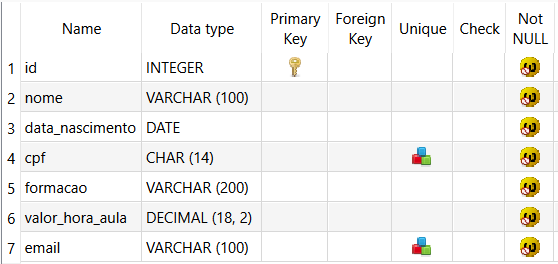 Name Data type Primary Key Foreign Key Unique Check Not NULL
1 id INTEGER
2 nome VARCHAR (100)
3 data_nascimento DATE
4 cpf CHAR (14)
5 formacao VARCHAR (200)
6 valor_hora_aula DECIMAL (18, 2)
7 email VARCHAR (100)